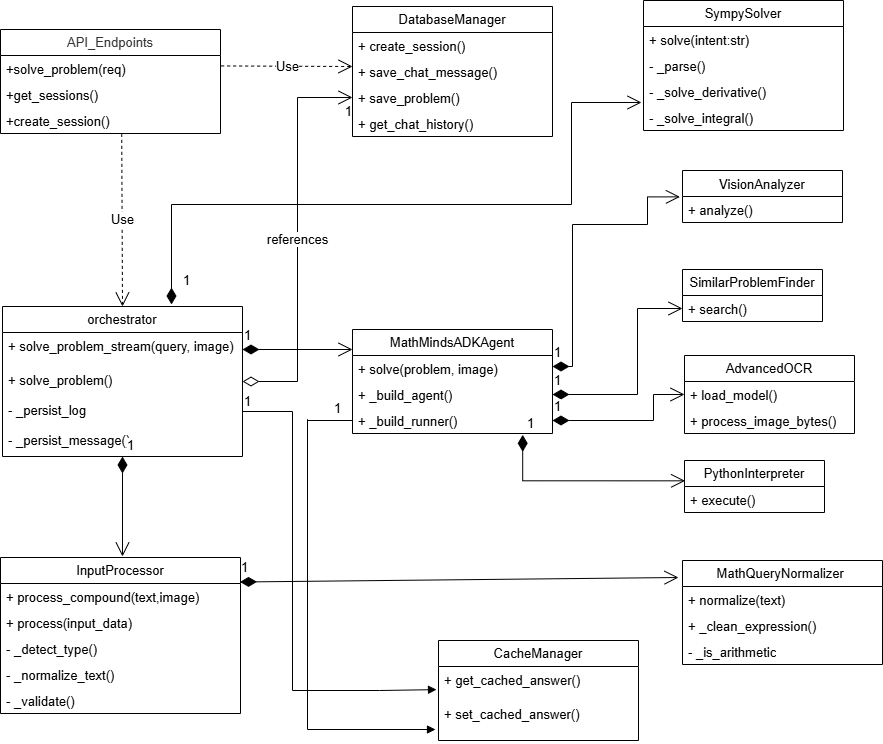 API_Endpoints
+solve_problem(req)
+get_sessions()
+create_session()
Use
DatabaseManager
+ create_session()
+ save_chat_message()
+ save_problem()
+ get_chat_history()
1
SympySolver
+ solve(intent:str)
- _parse()
- _solve_derivative()
- _solve_integral()
VisionAnalyzer
+ analyze()
Use
references
1
SimilarProblemFinder
+ search()
orchestrator
+ solve_problem_stream(query, image)
+ solve_problem()
- _persist_log
- _persist_message()
1
1
1
MathMindsADKAgent
+ solve(problem, image)
+ _build_agent()
+ _build_runner()
1
1
1
1
1
AdvancedOCR
+ load_model()
+ process_image_bytes()
PythonInterpreter
+ execute()
InputProcessor
+ process_compound(text,image)
+ process(input_data)
- _detect_type()
- _normalize_text()
- _validate()
1
MathQueryNormalizer
+ normalize(text)
+ _clean_expression()
- _is_arithmetic
CacheManager
+ get_cached_answer()
+ set_cached_answer()